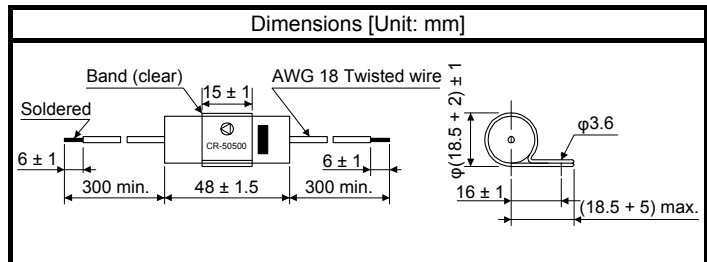 Dimensions [Unit: mm]
Band (clear)
AWG 18 Twisted wire
15 ± 1
Soldered
CR-50500
6 ± 1
6 ± 1
300 min.
48 ± 1.5
300 min.
φ(18.5 + 2) ± 1
φ3.6
16 ± 1
(18.5 + 5) max.